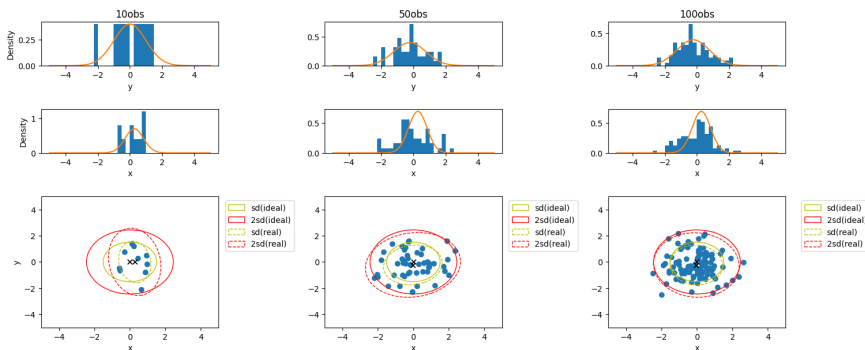 10obs
50obs
100obs
Density
0.25
0.00
−4 −2 0 2 4
y
0.5
0.0
−4 −2 0 2 4
y
0.5
0.0
−4 −2 0 2 4
y
Density
1
0
−4 −2 0 2 4
x
0.5
0.0
−4 −2 0 2 4
x
0.5
0.0
−4 −2 0 2 4
x
y
4
2
0
−2
−4
−4 −2 0 2 4
x
sd(ideal)
2sd(ideal)
sd(real)
2sd(real)
4
2
0
−2
−4
−4 −2 0 2 4
x
sd(ideal)
2sd(ideal)
sd(real)
2sd(real)
4
2
0
−2
−4
−4 −2 0 2 4
x
sd(ideal)
2sd(ideal)
sd(real)
2sd(real)